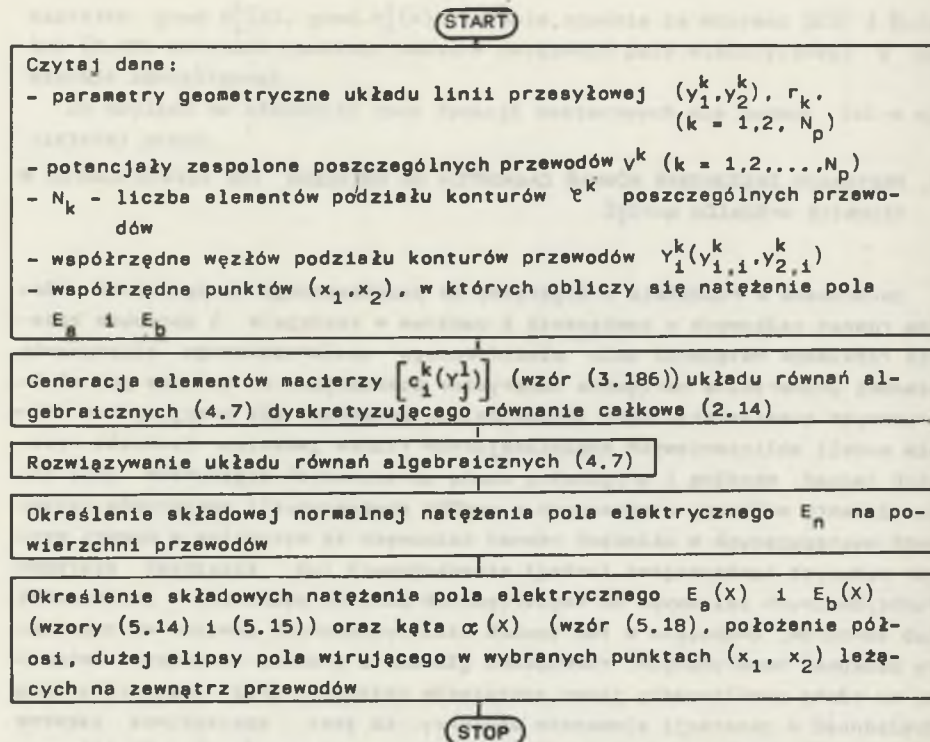 START
Czytaj dane:
- parametry geometryczne układu linii przesyłowej (y₁ᵏ,y₂ᵏ), rₖ,
(k = 1,2, Nₚ)
- potencjały zespolone poszczególnych przewodów Vᵏ (k = 1,2,...,Nₚ)
- Nₖ - liczba elementów podziału konturów ୧ᵏ poszczególnych przewo-
dów
- współrzędne węzłów podziału konturów przewodów Yᵢᵏ(y₁,ᵢᵏ,y₂,ᵢᵏ)
- współrzędne punktów (x₁,x₂), w których obliczy się natężenie pola
Eₐ i E_b
Generacja elementów macierzy [cᵢᵏ(Yⱼˡ)] (wzór (3.186)) układu równań al-
gebraicznych (4.7) dyskretyzującego równanie całkowe (2.14)
Rozwiązywanie układu równań algebraicznych (4.7)
Określenie składowej normalnej natężenia pola elektrycznego Eₙ na po-
wierzchni przewodów
Określenie składowych natężenia pola elektrycznego Eₐ(X) i E_b(X)
(wzory (5.14) i (5.15)) oraz kąta α(X) (wzór (5.18), położenie pół-
osi, dużej elipsy pola wirującego w wybranych punktach (x₁, x₂) leżą-
cych na zewnątrz przewodów
STOP